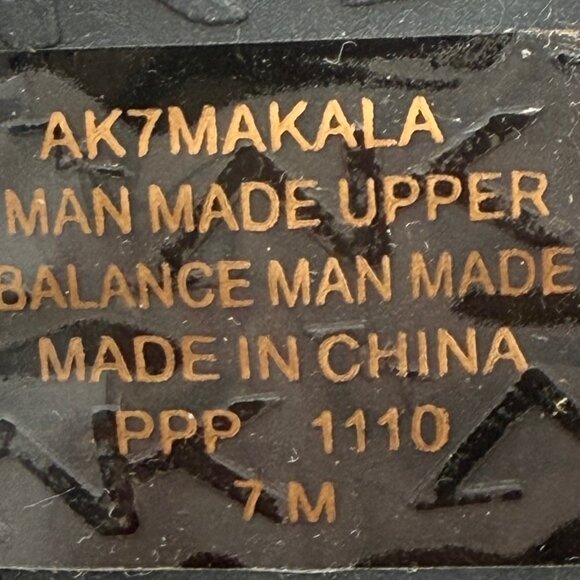 AK7MAKALA
MAN MADE UPPER
BALANCE MAN MADE
MADE IN CHINA
PPP 1110
7 M